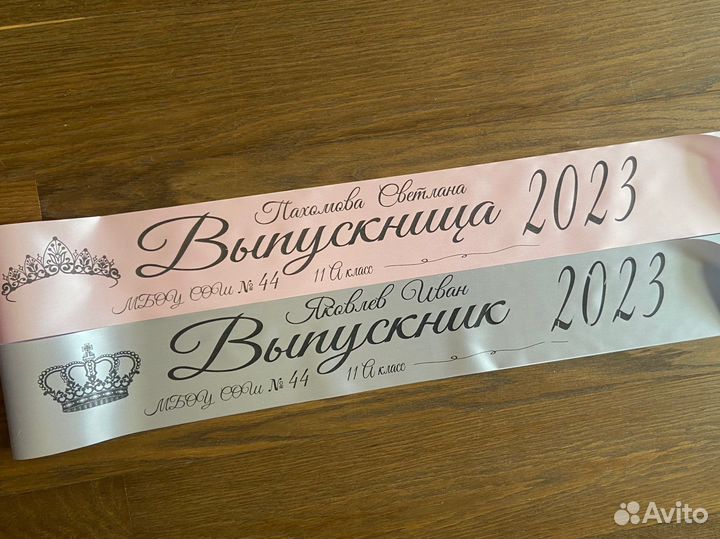 Пахомова Светлана
Выпускница 2023
МБОУ СОШ № 44 11 А класс
Яковлев Иван
Выпускник 2023
МБОУ СОШ № 44 11 А класс
Avito